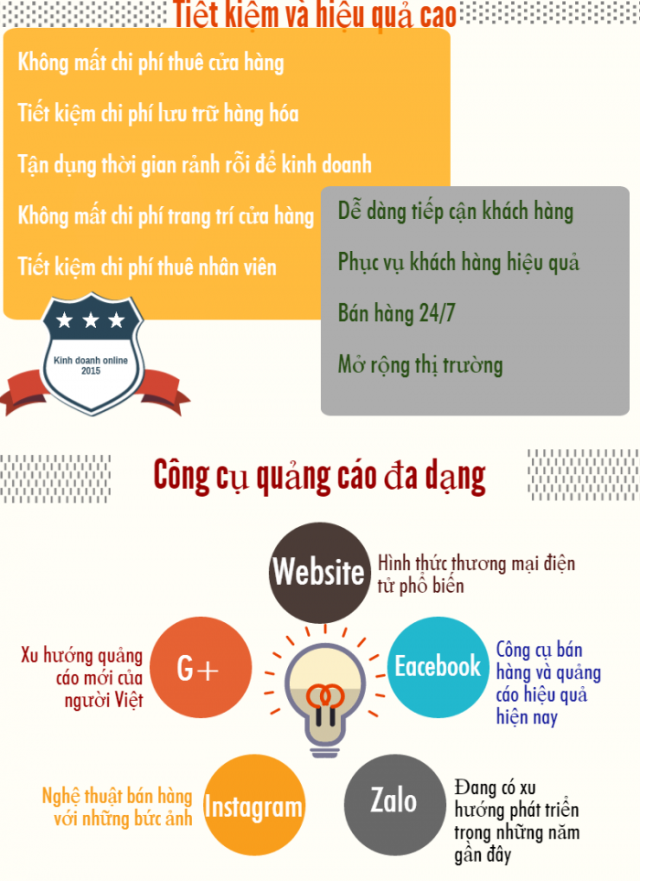 Tiết kiệm và hiệu quả cao
Không mất chi phí thuê cửa hàng
Tiết kiệm chi phí lưu trữ hàng hóa
Tận dụng thời gian rảnh rỗi để kinh doanh
Không mất chi phí trang trí cửa hàng
Tiết kiệm chi phí thuê nhân viên
Dễ dàng tiếp cận khách hàng
Phục vụ khách hàng hiệu quả
Bán hàng 24/7
Mở rộng thị trường
Kinh doanh online
2015
Công cụ quảng cáo đa dạng
Website
Hình thức thương mại điện
tử phổ biến
Xu hướng quảng
cáo mới của
người Việt
G+
Eacebook
Công cụ bán
hàng và quảng
cáo hiệu quả
hiện nay
Nghệ thuật bán hàng
với những bức ảnh
Instagram
Zalo
Đang có xu
hướng phát triển
trọng những năm
gần đây